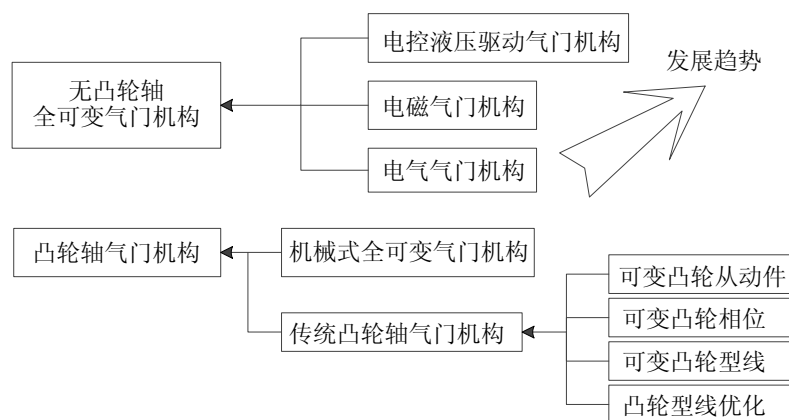 电控液压驱动气门机构
发展趋势
无凸轮轴
全可变气门机构
电磁气门机构
电气气门机构
凸轮轴气门机构
机械式全可变气门机构
可变凸轮从动件
传统凸轮轴气门机构
可变凸轮相位
可变凸轮型线
凸轮型线优化